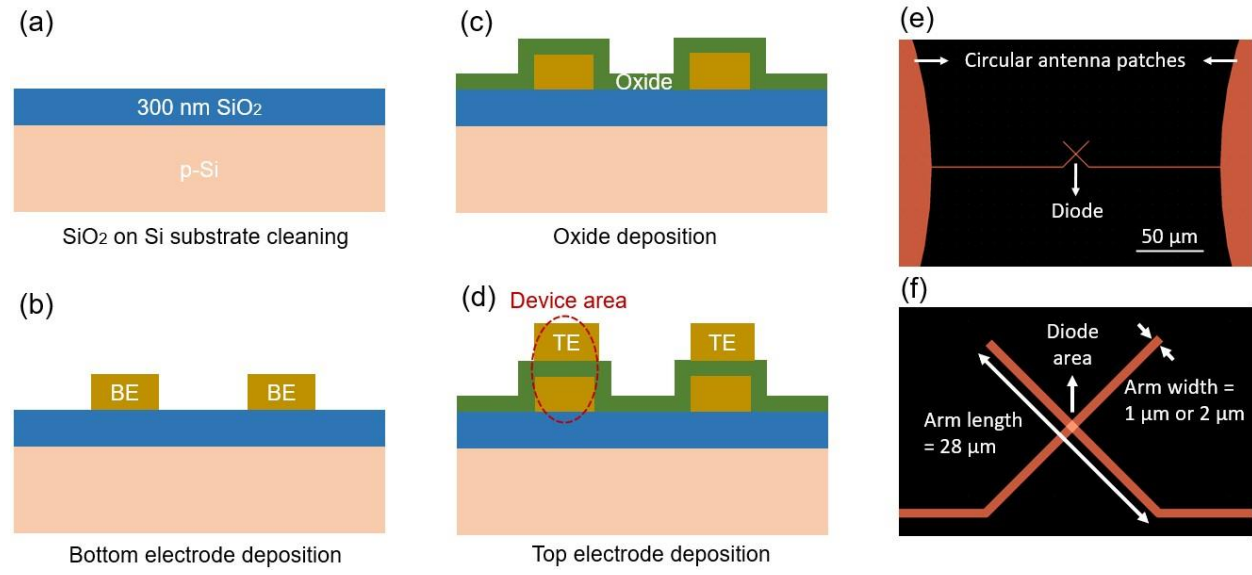 (a)
300 nm SiO2
p-Si
SiO2 on Si substrate cleaning
(b)
BE
BE
Bottom electrode deposition
(c)
Oxide
Oxide deposition
(d)
Device area
TE
TE
Top electrode deposition
(e)
Circular antenna patches
Diode
50 µm
(f)
Diode
area
Arm width =
1 µm or 2 µm
Arm length
= 28 µm